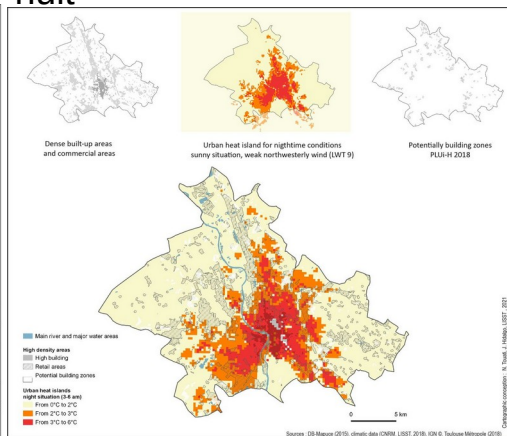 nuit
Dense built-up areas
and commercial areas
Urban heat island for nigthtime conditions
sunny situation, weak northwesterly wind (LWT 9)
Potentially building zones
PLUi-H 2018
Main river and major water areas
High density areas
High building
Retail areas
Potential building zones
Urban heat islands
night situation (3-6 am)
From 0°C to 2°C
From 2°C to 3°C
From 3°C to 6°C
0
5 km
Cartographic conception : N. Touati, J. Hidalgo, LISST , 2021
Sources : DB-Mapuce (2015), climatic data (CNRM, LISST, 2018), IGN © Toulouse Métropole (2018)